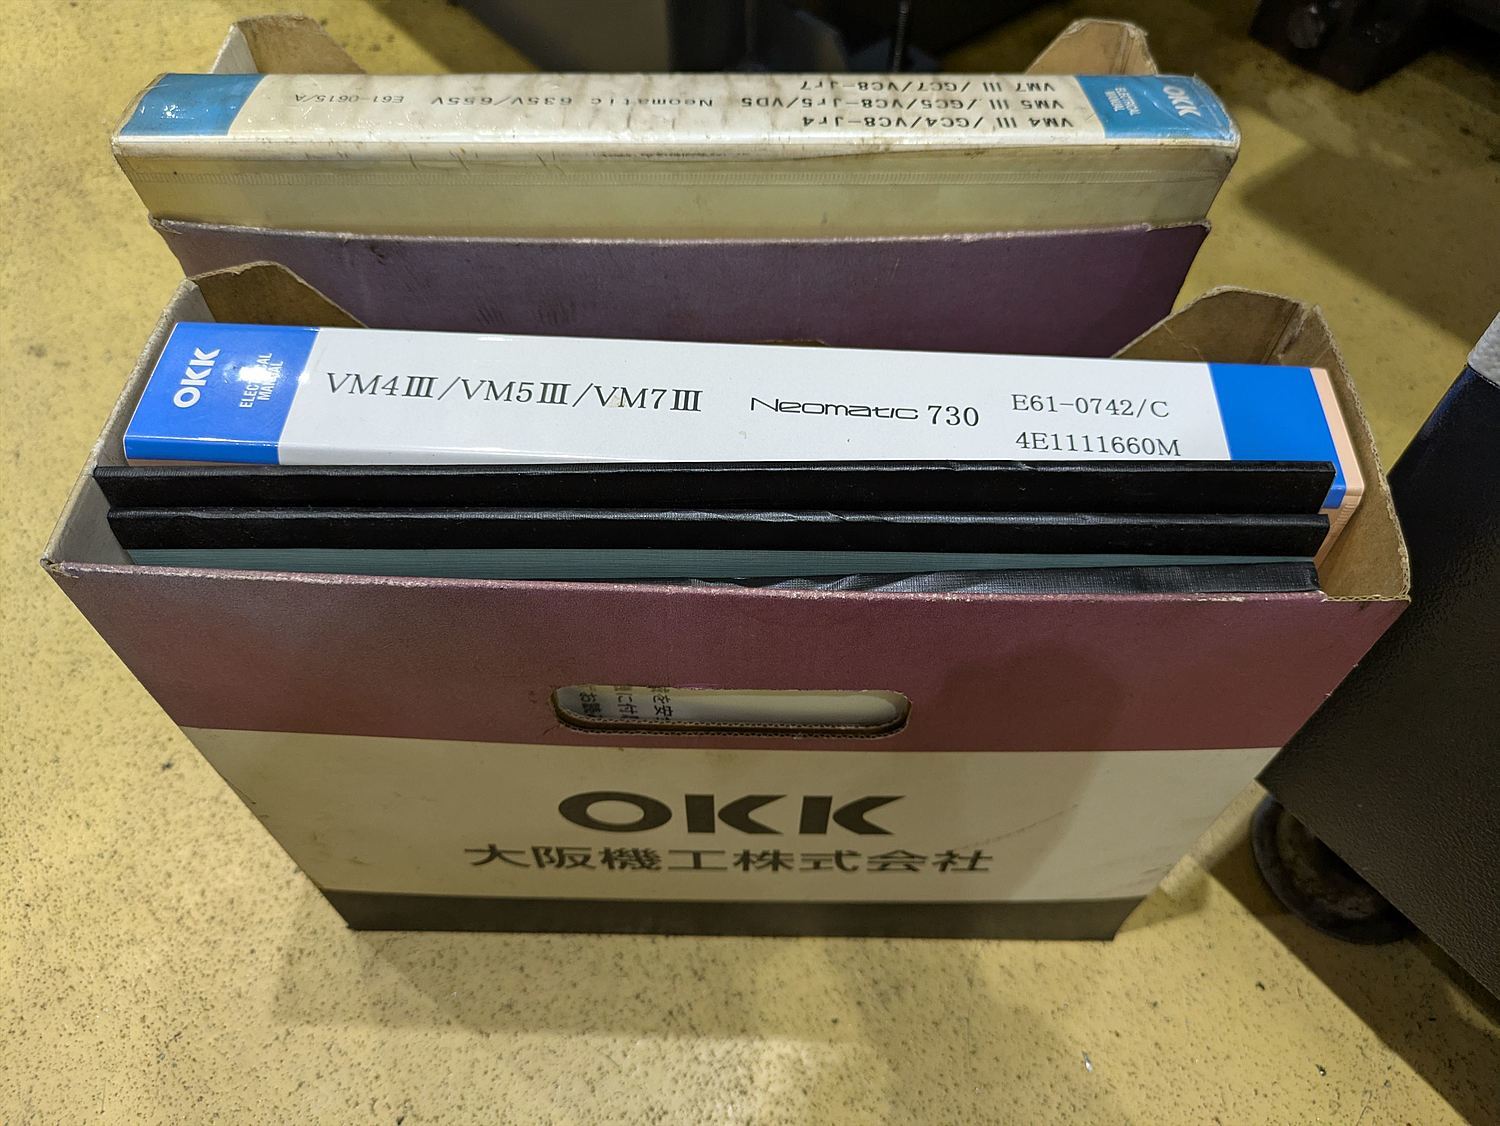 OKK
ELECTRICAL
MANUAL
VM4 III /GC4/VC8-Jr4
VM5 III /GC5/VC8-Jr5/VD5
VM7 III /GC7/VC8-Jr7
Neomatic 635V/655V
E61-0615/A
OKK
ELECTRICAL
MANUAL
VM4Ⅲ/VM5Ⅲ/VM7Ⅲ
Neomatic 730
E61-0742/C
4E1111660M
OKK
大阪機工株式会社